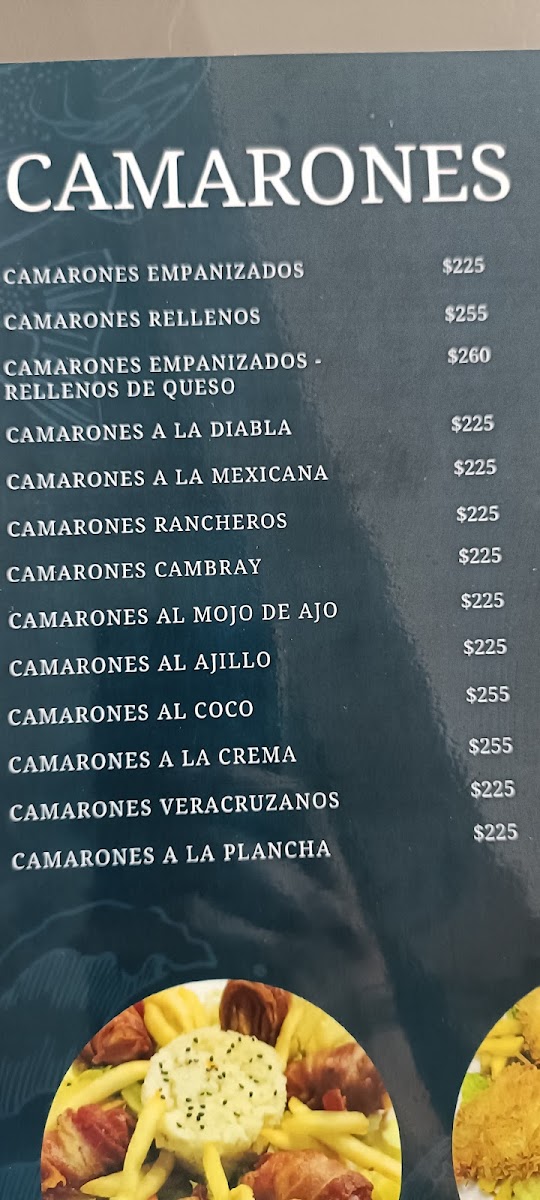 CAMARONES
CAMARONES EMPANIZADOS $225
CAMARONES RELLENOS $255
CAMARONES EMPANIZADOS - $260
RELLENOS DE QUESO
CAMARONES A LA DIABLA $225
CAMARONES A LA MEXICANA $225
CAMARONES RANCHEROS $225
CAMARONES CAMBRAY $225
CAMARONES AL MOJO DE AJO $225
CAMARONES AL AJILLO $225
CAMARONES AL COCO $255
CAMARONES A LA CREMA $255
CAMARONES VERACRUZANOS $225
CAMARONES A LA PLANCHA $225